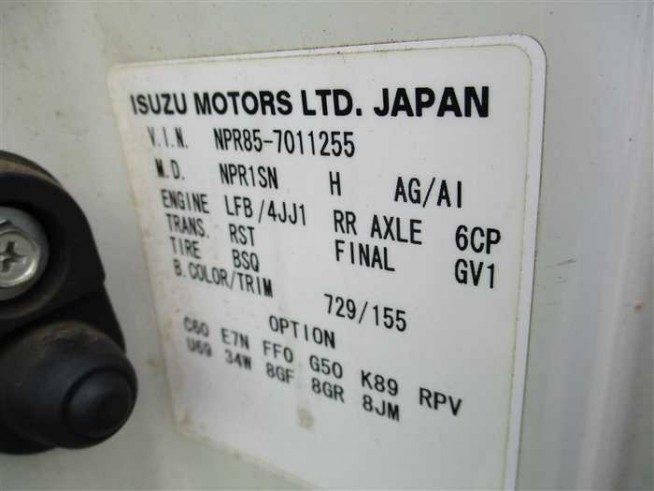 ISUZU MOTORS LTD. JAPAN
V.I.N. NPR85-7011255
M.D. NPR1SN H AG/AI
ENGINE LFB/4JJ1 RR AXLE 6CP
TRANS. RST FINAL GV1
TIRE BSQ
B.COLOR/TRIM 729/155
OPTION
C60 E7N FF0 G50 K89 RPV
U69 34W 8GF 8GR 8JM